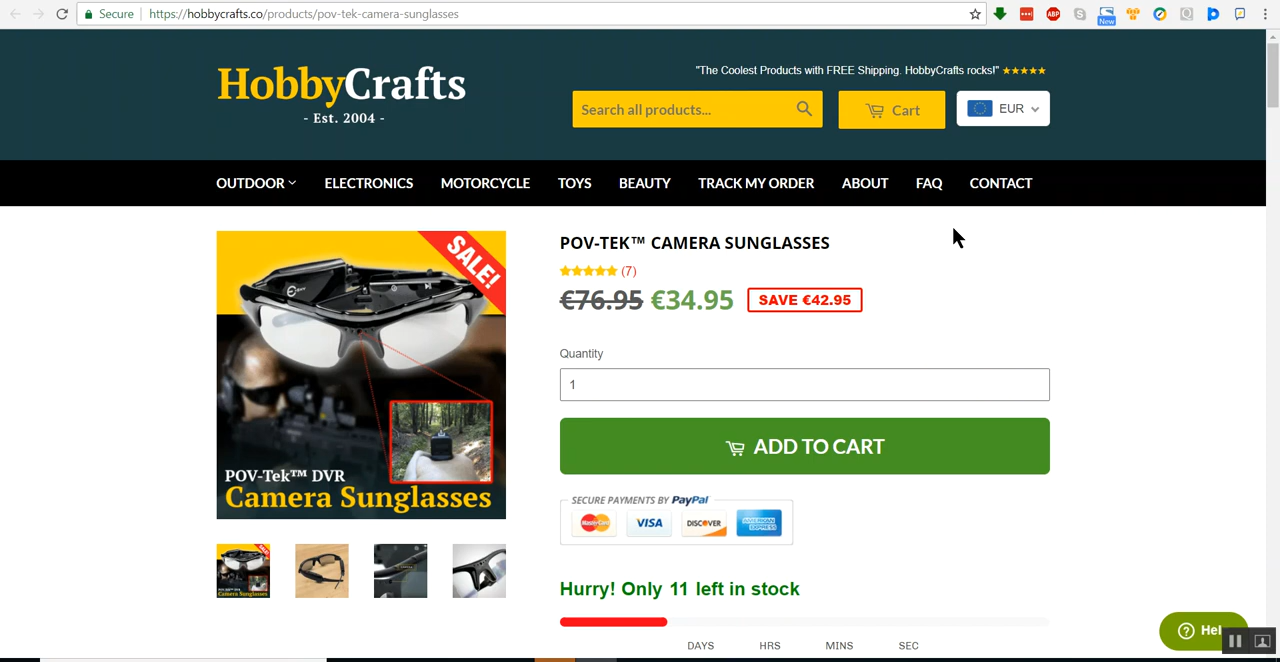 Secure
https://hobbycrafts.co/products/pov-tek-camera-sunglasses
ABP
New
HobbyCrafts
- Est. 2004 -
"The Coolest Products with FREE Shipping. HobbyCrafts rocks!" ★★★★★
Search all products...
Cart
EUR
OUTDOOR
ELECTRONICS
MOTORCYCLE
TOYS
BEAUTY
TRACK MY ORDER
ABOUT
FAQ
CONTACT
SALE!
POV-Tek™ DVR
Camera Sunglasses
POV-TEK™ CAMERA SUNGLASSES
★★★★★ (7)
€76.95 €34.95 SAVE €42.95
Quantity
1
ADD TO CART
SECURE PAYMENTS BY PayPal
MasterCard VISA DISCOVER AMERICAN EXPRESS
Hurry! Only 11 left in stock
DAYS HRS MINS SEC